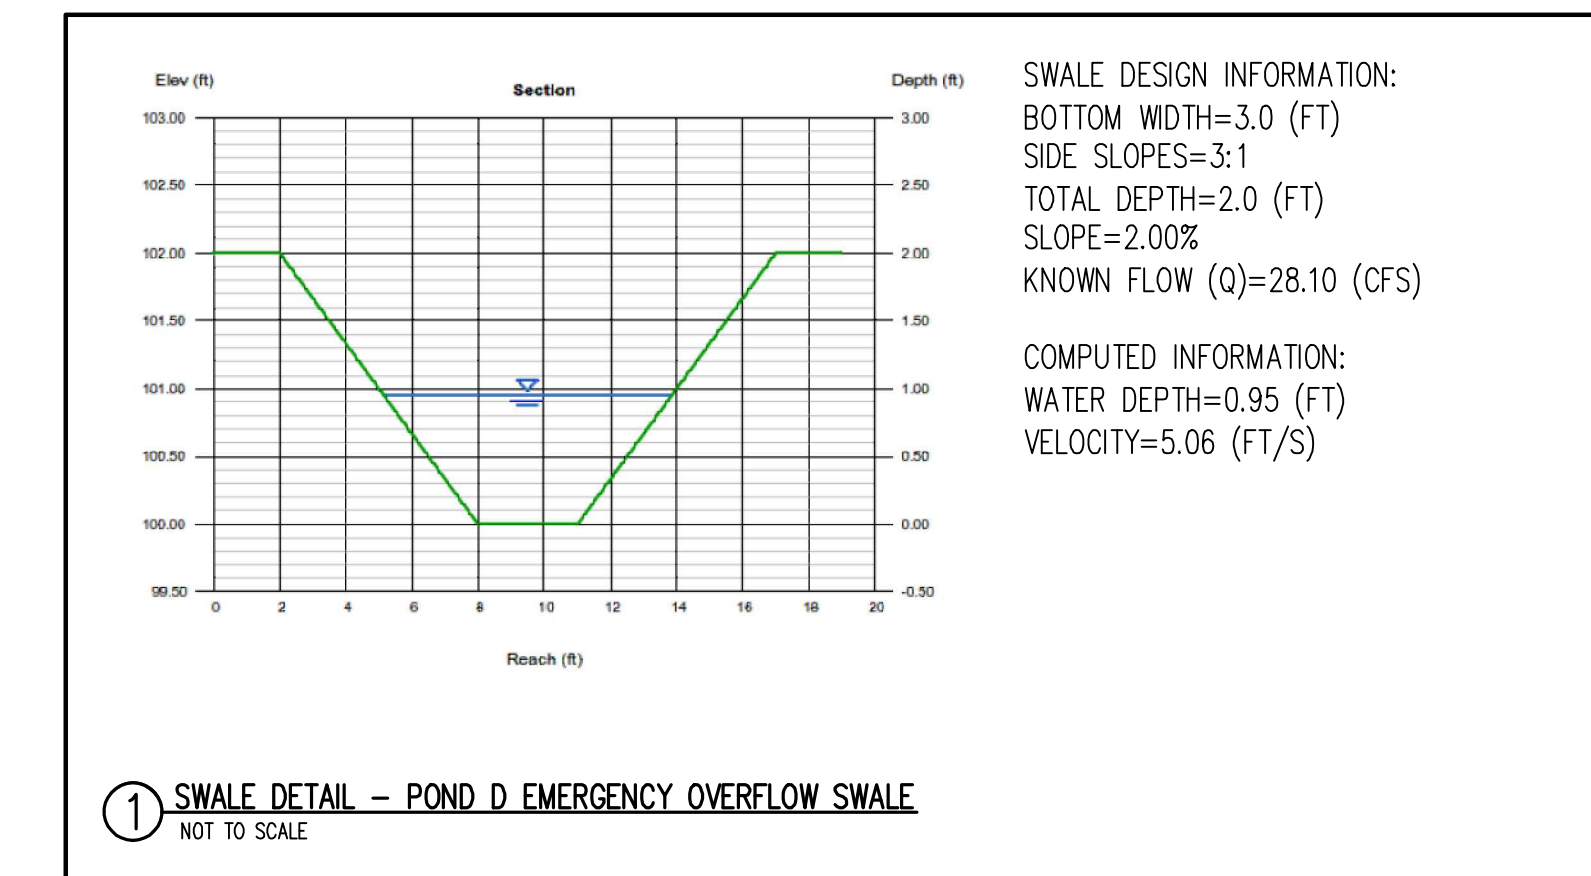 Elev (ft)
Section
Depth (ft)
103.00
3.00
102.50
2.50
102.00
2.00
101.50
1.50
101.00
1.00
100.50
0.50
100.00
0.00
99.50
-0.50
0 2 4 6 8 10 12 14 16 18 20
Reach (ft)
SWALE DESIGN INFORMATION:
BOTTOM WIDTH=3.0 (FT)
SIDE SLOPES=3:1
TOTAL DEPTH=2.0 (FT)
SLOPE=2.00%
KNOWN FLOW (Q)=28.10 (CFS)
COMPUTED INFORMATION:
WATER DEPTH=0.95 (FT)
VELOCITY=5.06 (FT/S)
1 SWALE DETAIL – POND D EMERGENCY OVERFLOW SWALE
NOT TO SCALE